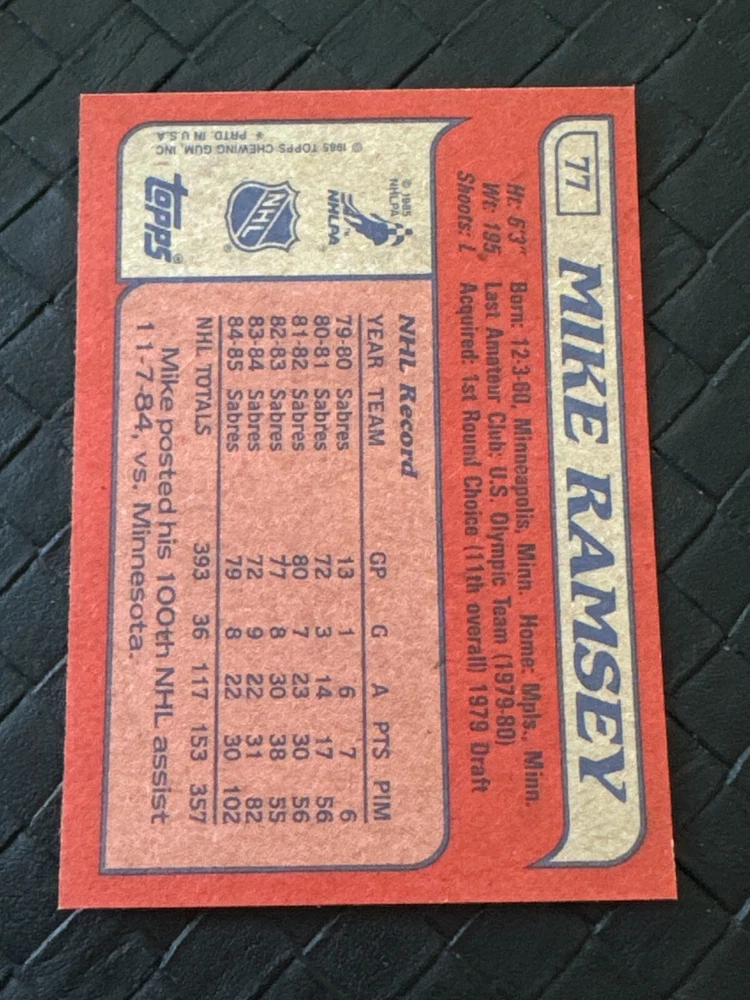 77
MIKE RAMSEY
Ht: 6'3" Born: 12-3-60, Minneapolis, Minn. Home: Mpls., Minn.
Wt: 195 Last Amateur Club: U.S. Olympic Team (1979-80)
Shoots: L Acquired: 1st Round Choice (11th overall) 1979 Draft
© 1985 NHLPA
NHLPA ™
NHL ®
topps ®
© 1985 TOPPS CHEWING GUM, INC
* PRTD. IN U.S.A
NHL Record
YEAR TEAM GP G A PTS PIM
79-80 Sabres 13 1 6 7 6
80-81 Sabres 72 3 14 17 56
81-82 Sabres 80 7 23 30 56
82-83 Sabres 77 8 30 38 55
83-84 Sabres 72 9 22 31 82
84-85 Sabres 79 8 22 30 102
NHL TOTALS 393 36 117 153 357
Mike posted his 100th NHL assist
11-7-84, vs. Minnesota.